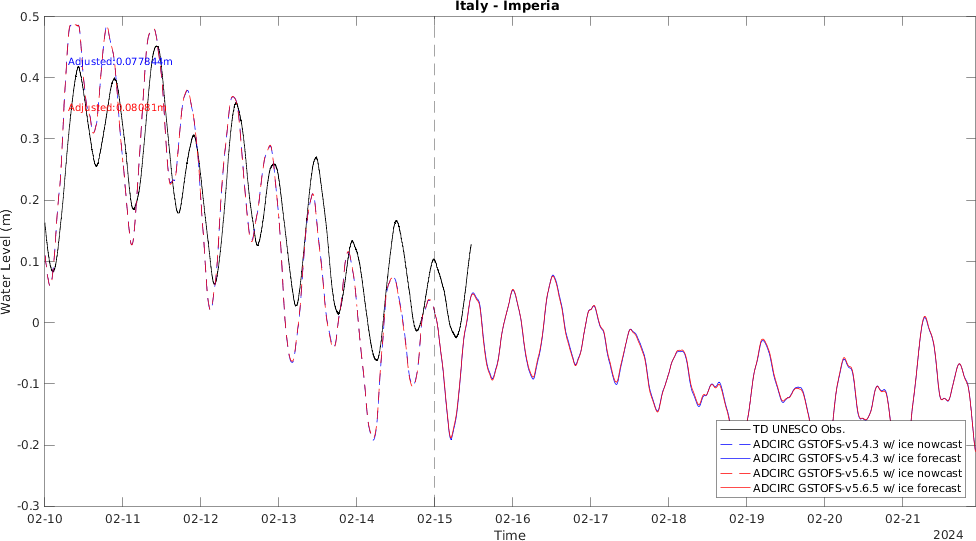 Italy - Imperia
0.5
0.4
0.3
0.2
0.1
0
-0.1
-0.2
-0.3
Water Level (m)
Adjusted:0.077844m
Adjusted:0.08081m
TD UNESCO Obs.
ADCIRC GSTOFS-v5.4.3 w/ ice nowcast
ADCIRC GSTOFS-v5.4.3 w/ ice forecast
ADCIRC GSTOFS-v5.6.5 w/ ice nowcast
ADCIRC GSTOFS-v5.6.5 w/ ice forecast
02-10 02-11 02-12 02-13 02-14 02-15 02-16 02-17 02-18 02-19 02-20 02-21
Time
2024